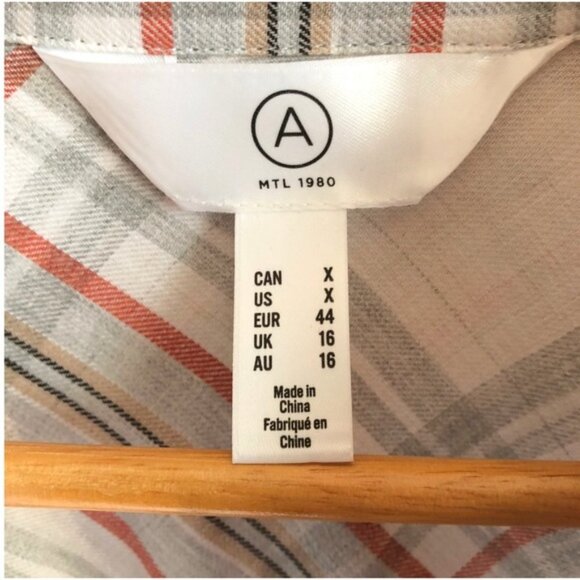 A
MTL 1980
CAN X
US X
EUR 44
UK 16
AU 16
Made in
China
Fabriqué en
Chine